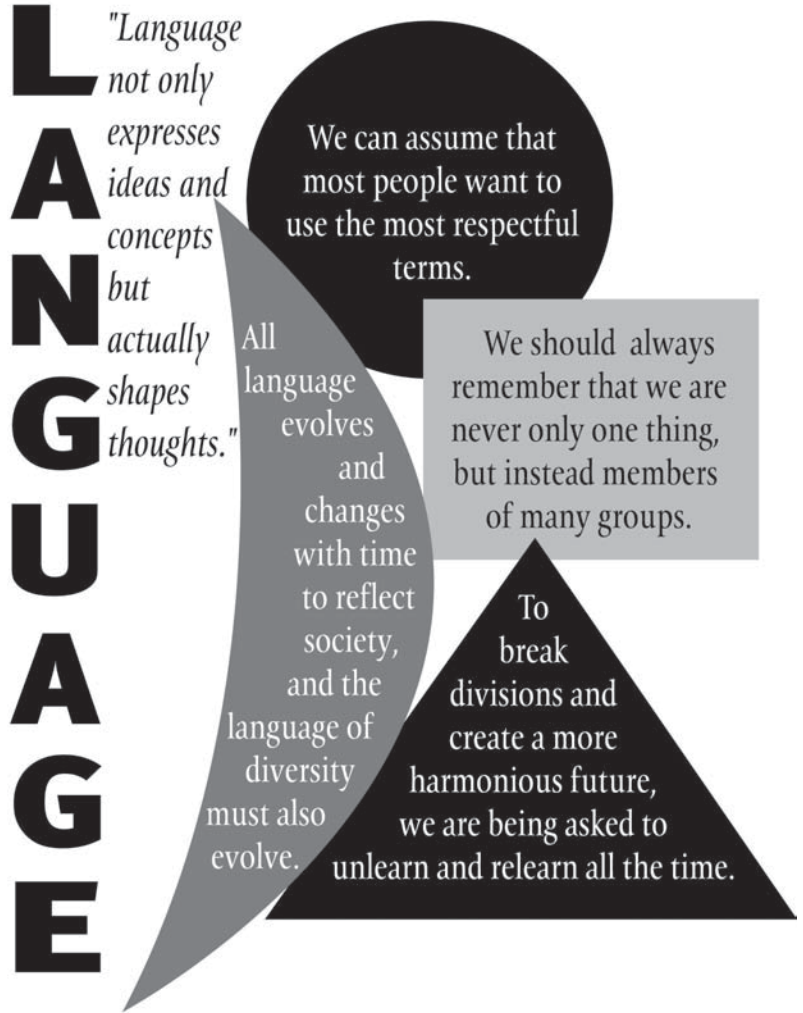 LANGUAGE
"Language
not only
expresses
ideas and
concepts
but
actually
shapes
thoughts."
We can assume that
most people want to
use the most respectful
terms.
We should always
remember that we are
never only one thing,
but instead members
of many groups.
All
language
evolves
and
changes
with time
to reflect
society,
and the
language of
diversity
must also
evolve.
To
break
divisions and
create a more
harmonious future,
we are being asked to
unlearn and relearn all the time.